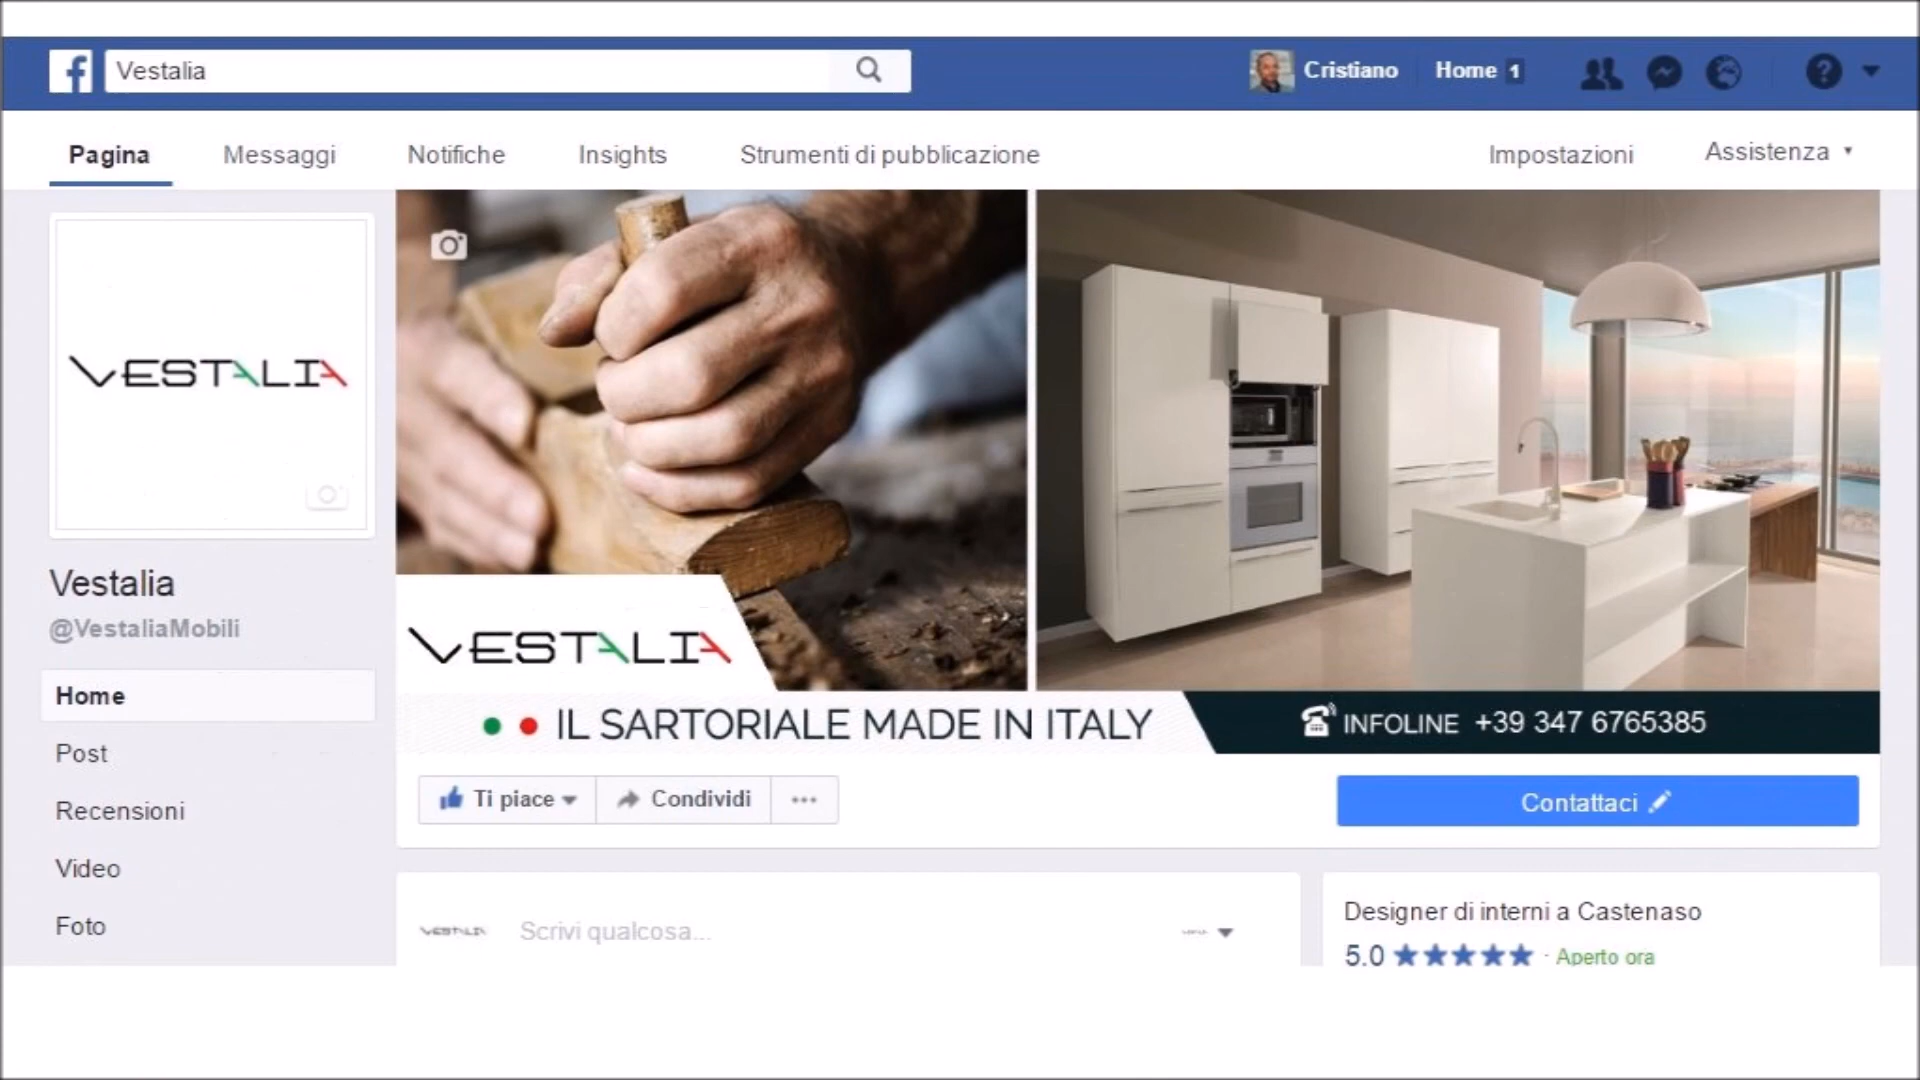 Vestalia
Cristiano
Home 1
Pagina
Messaggi
Notifiche
Insights
Strumenti di pubblicazione
Impostazioni
Assistenza
VESTALIA
Vestalia
@VestaliaMobili
Home
Post
Recensioni
Video
Foto
VESTALIA
IL SARTORIALE MADE IN ITALY
INFOLINE +39 347 6765385
Ti piace
Condividi
Contattaci
VESTALIA
Scrivi qualcosa...
Designer di interni a Castenaso
5.0 ★★★★★ · Aperto ora